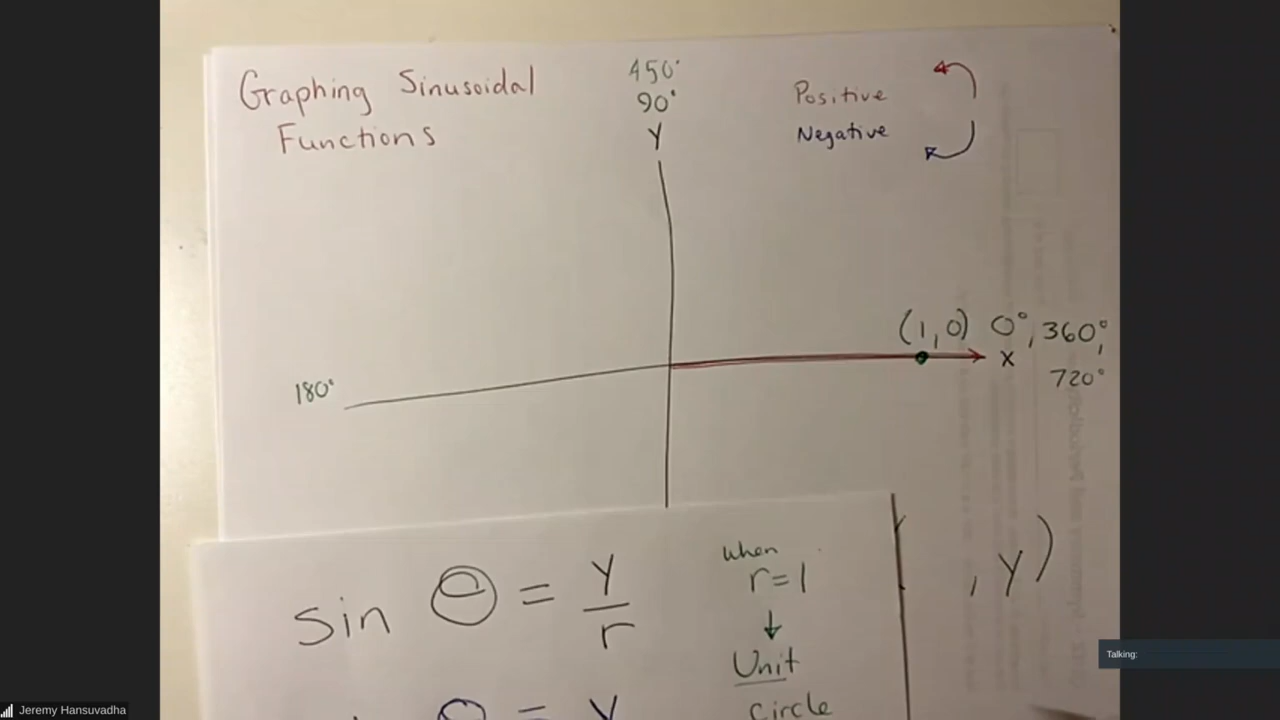 Graphing Sinusoidal
Functions
450°
90°
Y
Positive
Negative
(1,0) 0°, 360°,
x
720°
180°
sin θ = y/r
when
r=1
↓
Unit
circle
, y)
= y
Talking:
Jeremy Hansuvadha